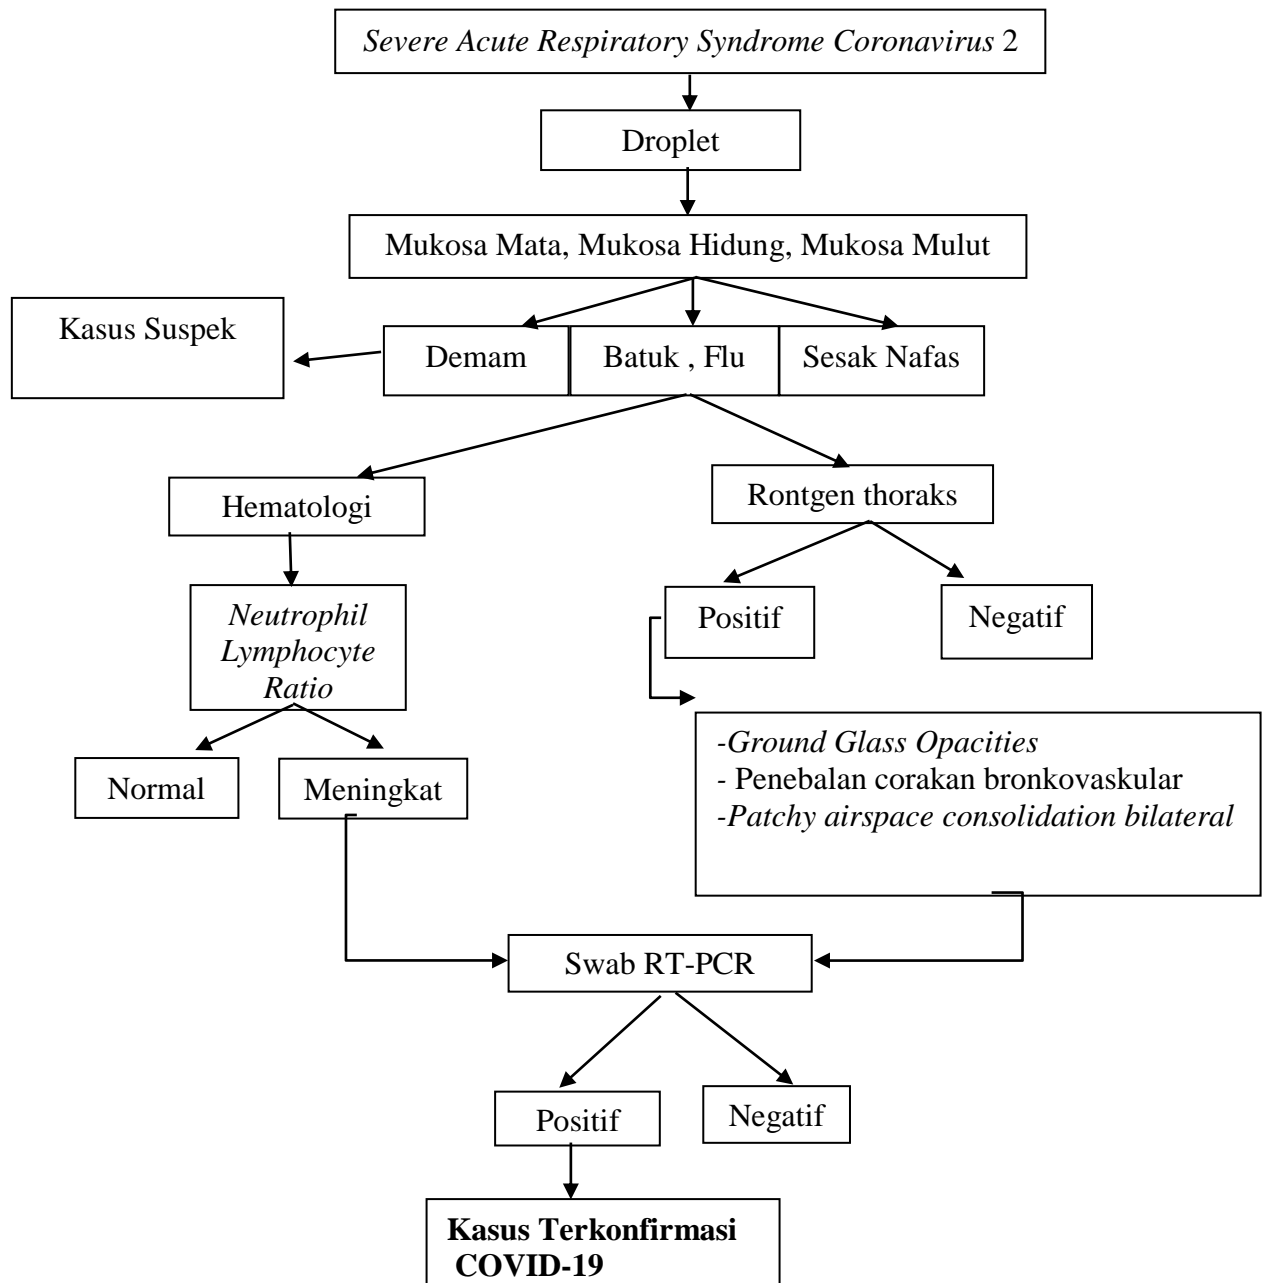 Severe Acute Respiratory Syndrome Coronavirus 2
Droplet
Mukosa Mata, Mukosa Hidung, Mukosa Mulut
Kasus Suspek
Demam
Batuk , Flu
Sesak Nafas
Hematologi
Rontgen thoraks
Neutrophil
Lymphocyte
Ratio
Positif
Negatif
Normal
Meningkat
-Ground Glass Opacities
- Penebalan corakan bronkovaskular
-Patchy airspace consolidation bilateral
Swab RT-PCR
Positif
Negatif
Kasus Terkonfirmasi
COVID-19